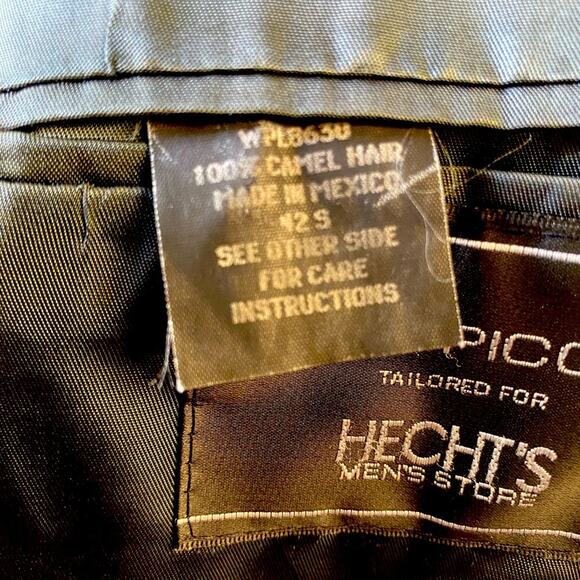 WPL8630
100% CAMEL HAIR
MADE IN MEXICO
42 S
SEE OTHER SIDE
FOR CARE
INSTRUCTIONS
PICC
TAILORED FOR
HECHT'S
MEN'S STORE